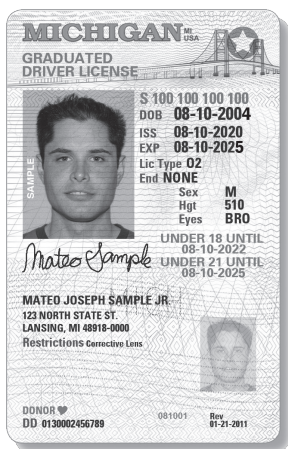 MICHIGAN MI USA
GRADUATED
DRIVER LICENSE
SAMPLE
S 100 100 100 100
DOB 08-10-2004
ISS 08-10-2020
EXP 08-10-2025
Lic Type 02
End NONE
Sex M
Hgt 510
Eyes BRO
UNDER 18 UNTIL
08-10-2022
UNDER 21 UNTIL
08-10-2025
Mateo Sample
MATEO JOSEPH SAMPLE JR.
123 NORTH STATE ST.
LANSING, MI 48918-0000
Restrictions Corrective Lens
DONOR ♥
DD 0130002456789
081001
Rev
01-21-2011